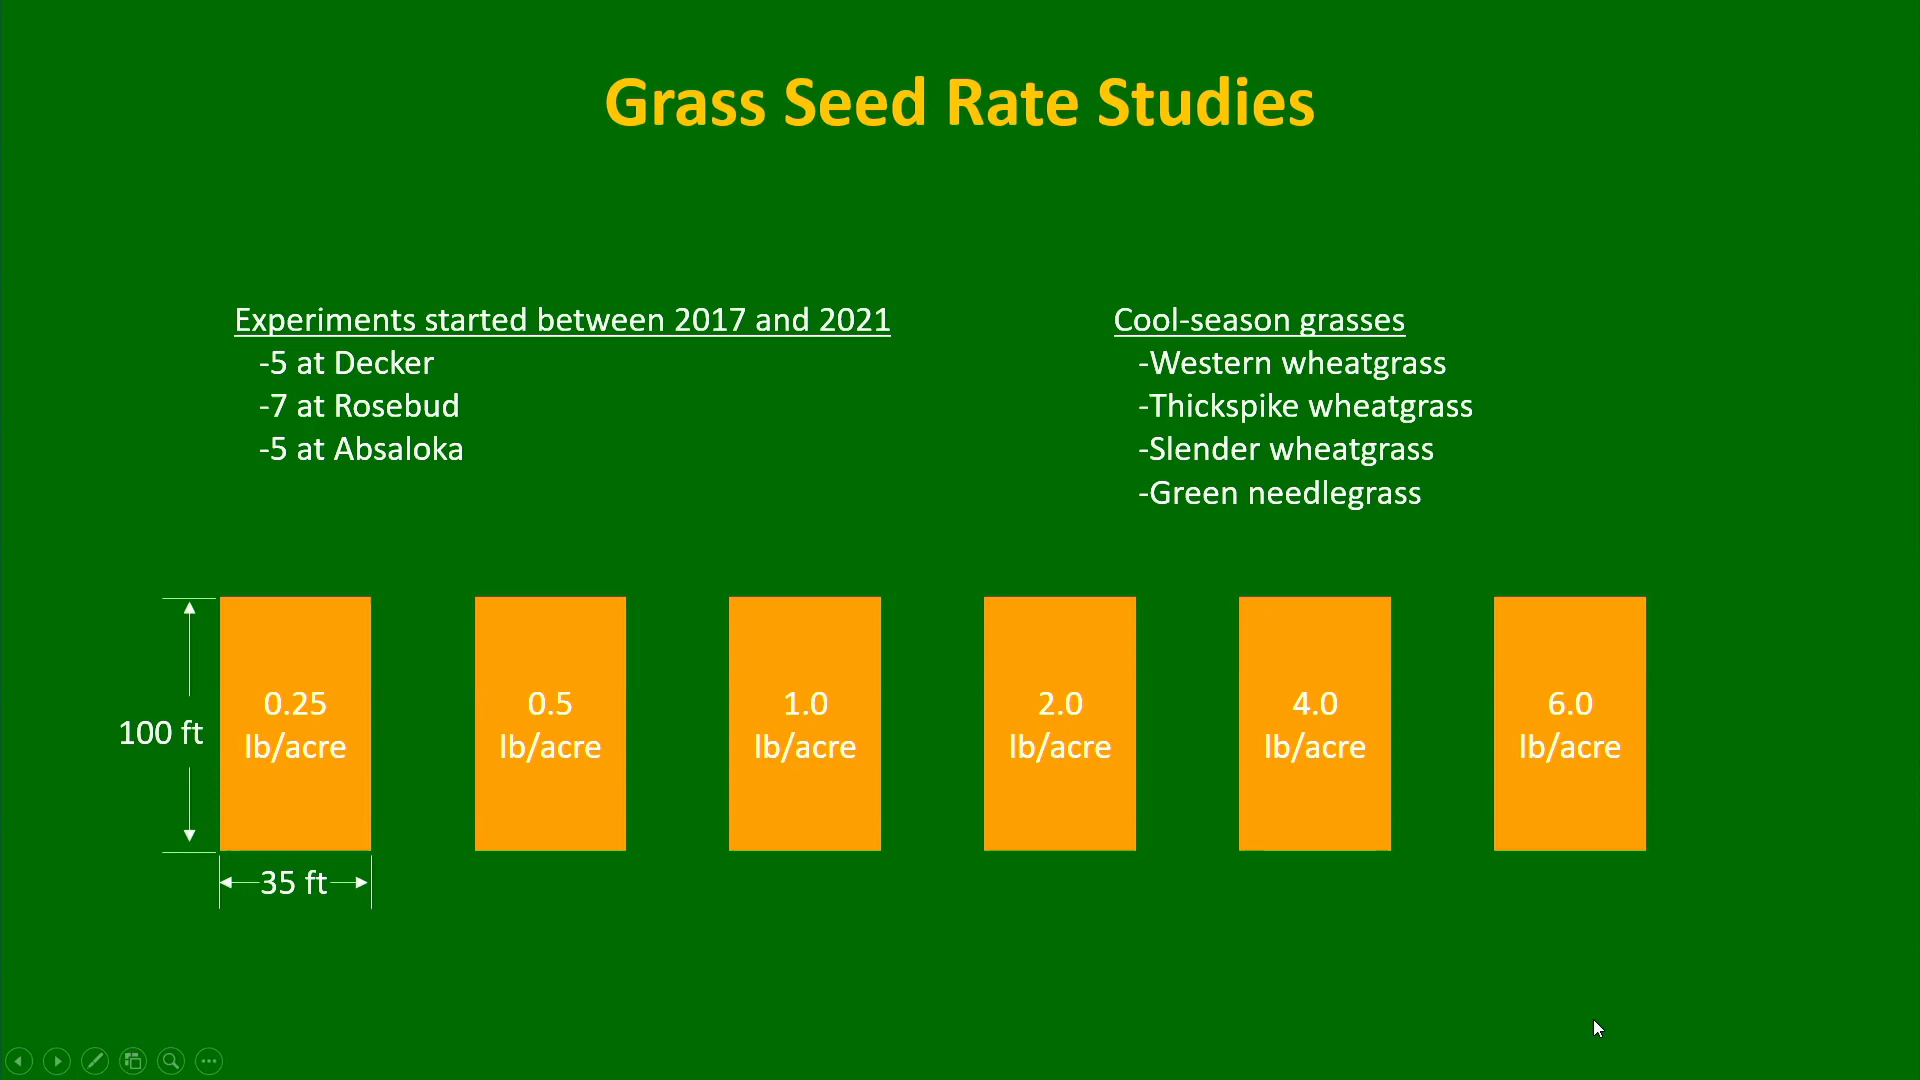 Grass Seed Rate Studies
Experiments started between 2017 and 2021
-5 at Decker
-7 at Rosebud
-5 at Absaloka
Cool-season grasses
-Western wheatgrass
-Thickspike wheatgrass
-Slender wheatgrass
-Green needlegrass
100 ft
0.25
lb/acre
0.5
lb/acre
1.0
lb/acre
2.0
lb/acre
4.0
lb/acre
6.0
lb/acre
35 ft